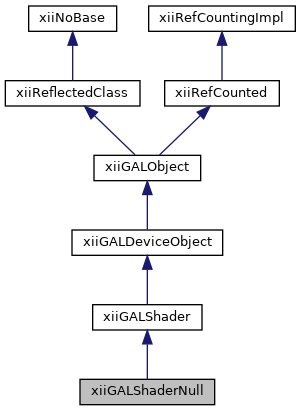 xiiNoBase
xiiRefCountingImpl
xiiReflectedClass
xiiRefCounted
xiiGALObject
xiiGALDeviceObject
xiiGALShader
xiiGALShaderNull